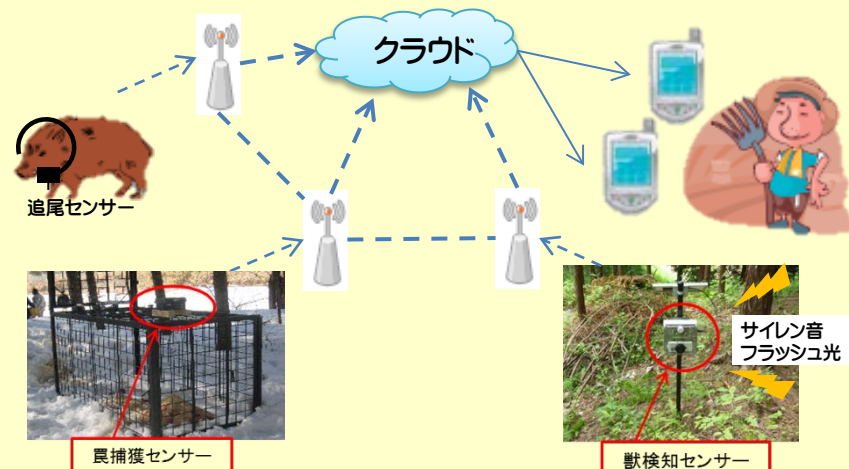 クラウド
追尾センサー
サイレン音
フラッシュ光
罠捕獲センサー
獣検知センサー